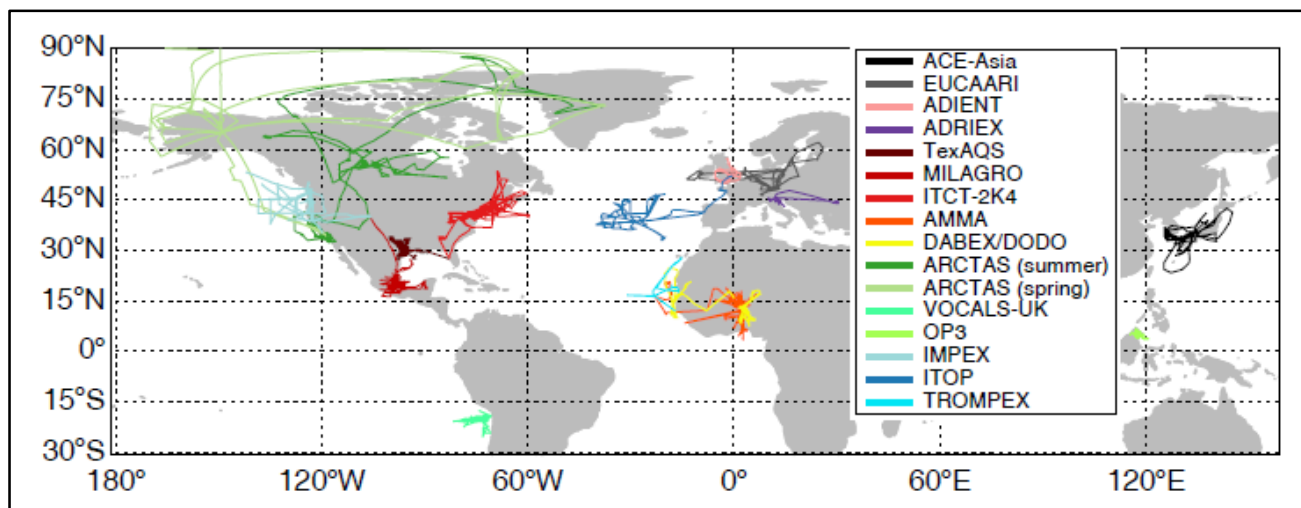 90°N
75°N
60°N
45°N
30°N
15°N
0°
15°S
30°S
180°
120°W
60°W
0°
60°E
120°E
ACE-Asia
EUCAARI
ADIENT
ADRIEX
TexAQS
MILAGRO
ITCT-2K4
AMMA
DABEX/DODO
ARCTAS (summer)
ARCTAS (spring)
VOCALS-UK
OP3
IMPEX
ITOP
TROMPEX